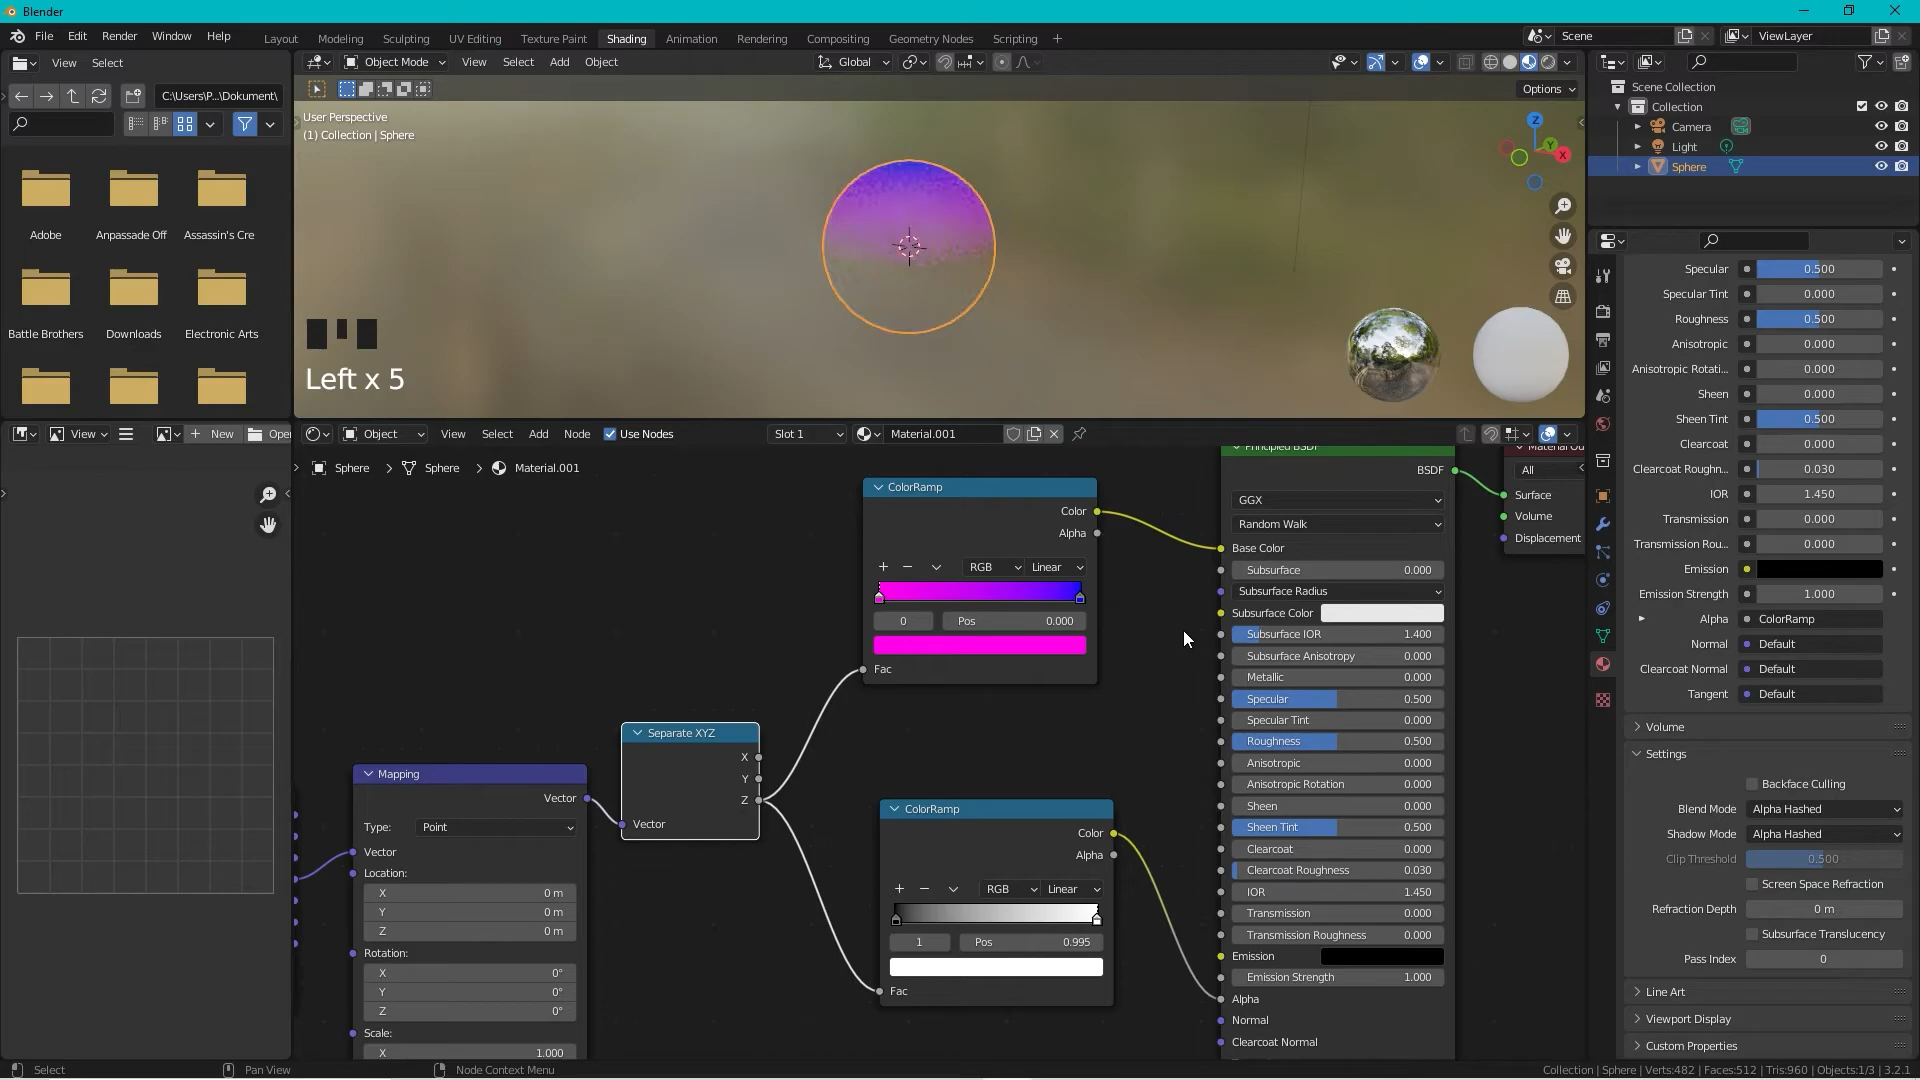 Blender
File Edit Render Window Help
Layout Modeling Sculpting UV Editing Texture Paint Shading Animation Rendering Compositing Geometry Nodes Scripting
Scene ViewLayer
View Select
C:\Users\P...\Dokument\
Adobe Anpassade Off Assassin's Cre
Battle Brothers Downloads Electronic Arts
Object Mode View Select Add Object
Global
Options
User Perspective
(1) Collection | Sphere
Z
Y
X
Left x 5
Scene Collection
Collection
Camera
Light
Sphere
Specular 0.500
Specular Tint 0.000
Roughness 0.500
Anisotropic 0.000
Anisotropic Rotati... 0.000
Sheen 0.000
Sheen Tint 0.500
Clearcoat 0.000
Clearcoat Roughn... 0.030
IOR 1.450
Transmission 0.000
Transmission Rou... 0.000
Emission
Emission Strength 1.000
Alpha ColorRamp
Normal Default
Clearcoat Normal Default
Tangent Default
Volume
Settings
Backface Culling
Blend Mode Alpha Hashed
Shadow Mode Alpha Hashed
Clip Threshold 0.500
Screen Space Refraction
Refraction Depth 0 m
Subsurface Translucency
Pass Index 0
Line Art
Viewport Display
Custom Properties
View New Open
Object View Select Add Node Use Nodes Slot 1 Material.001
Sphere Sphere Material.001
ColorRamp
Color
Alpha
RGB Linear
0 Pos 0.000
Fac
Separate XYZ
X
Y
Z
Vector
Mapping
Vector
Type: Point
Vector
Location:
X 0 m
Y 0 m
Z 0 m
Rotation:
X 0°
Y 0°
Z 0°
Scale:
X 1.000
ColorRamp
Color
Alpha
RGB Linear
1 Pos 0.995
Fac
Principled BSDF
BSDF
GGX
Random Walk
Base Color
Subsurface 0.000
Subsurface Radius
Subsurface Color
Subsurface IOR 1.400
Subsurface Anisotropy 0.000
Metallic 0.000
Specular 0.500
Specular Tint 0.000
Roughness 0.500
Anisotropic 0.000
Anisotropic Rotation 0.000
Sheen 0.000
Sheen Tint 0.500
Clearcoat 0.000
Clearcoat Roughness 0.030
IOR 1.450
Transmission 0.000
Transmission Roughness 0.000
Emission
Emission Strength 1.000
Alpha
Normal
Clearcoat Normal
Material Ou
All
Surface
Volume
Displacement
Select Pan View Node Context Menu
Collection | Sphere | Verts:482 | Faces:512 | Tris:960 | Objects:1/3 | 3.2.1